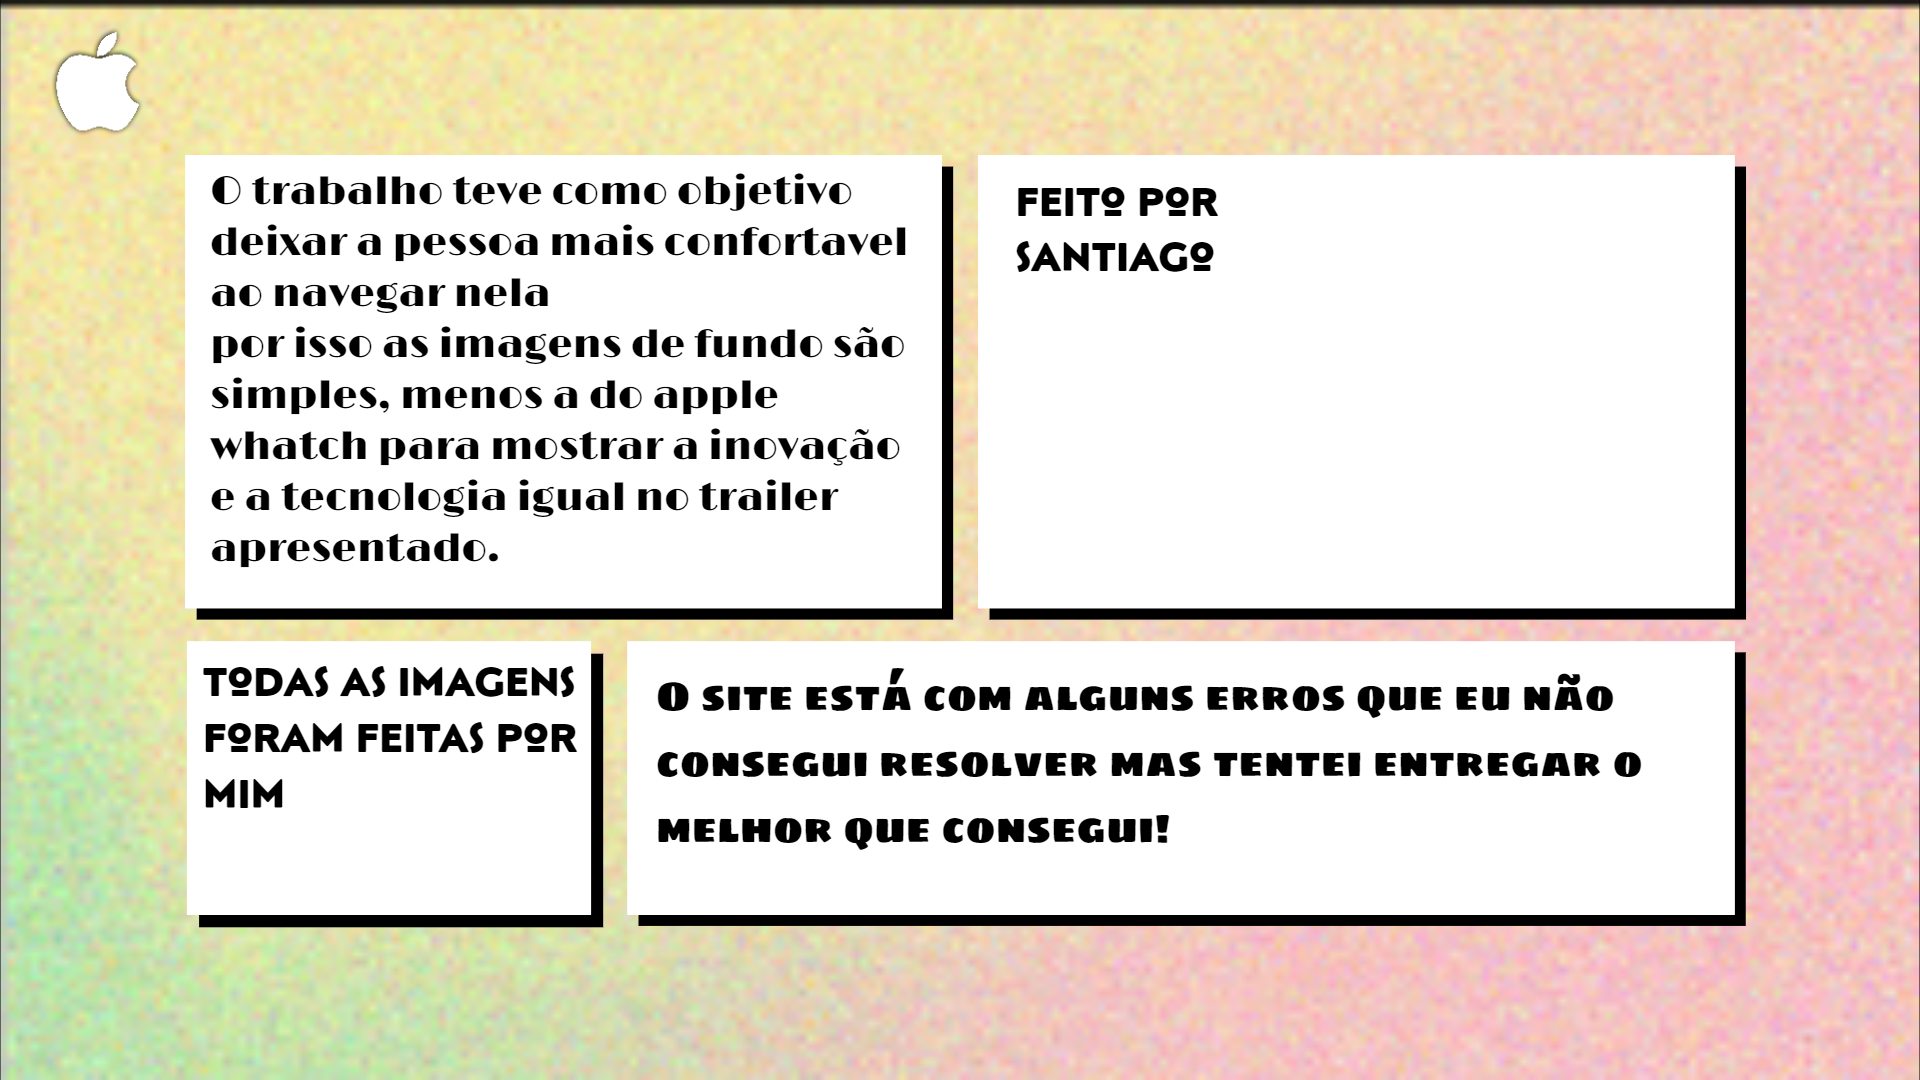 O trabalho teve como objetivo
deixar a pessoa mais confortavel
ao navegar nela
por isso as imagens de fundo são
simples, menos a do apple
whatch para mostrar a inovação
e a tecnologia igual no trailer
apresentado.
FEITO POR
SANTIAGO
TODAS AS IMAGENS
FORAM FEITAS POR
MIM
O site está com alguns erros que eu não
consegui resolver mas tentei entregar o
melhor que consegui!